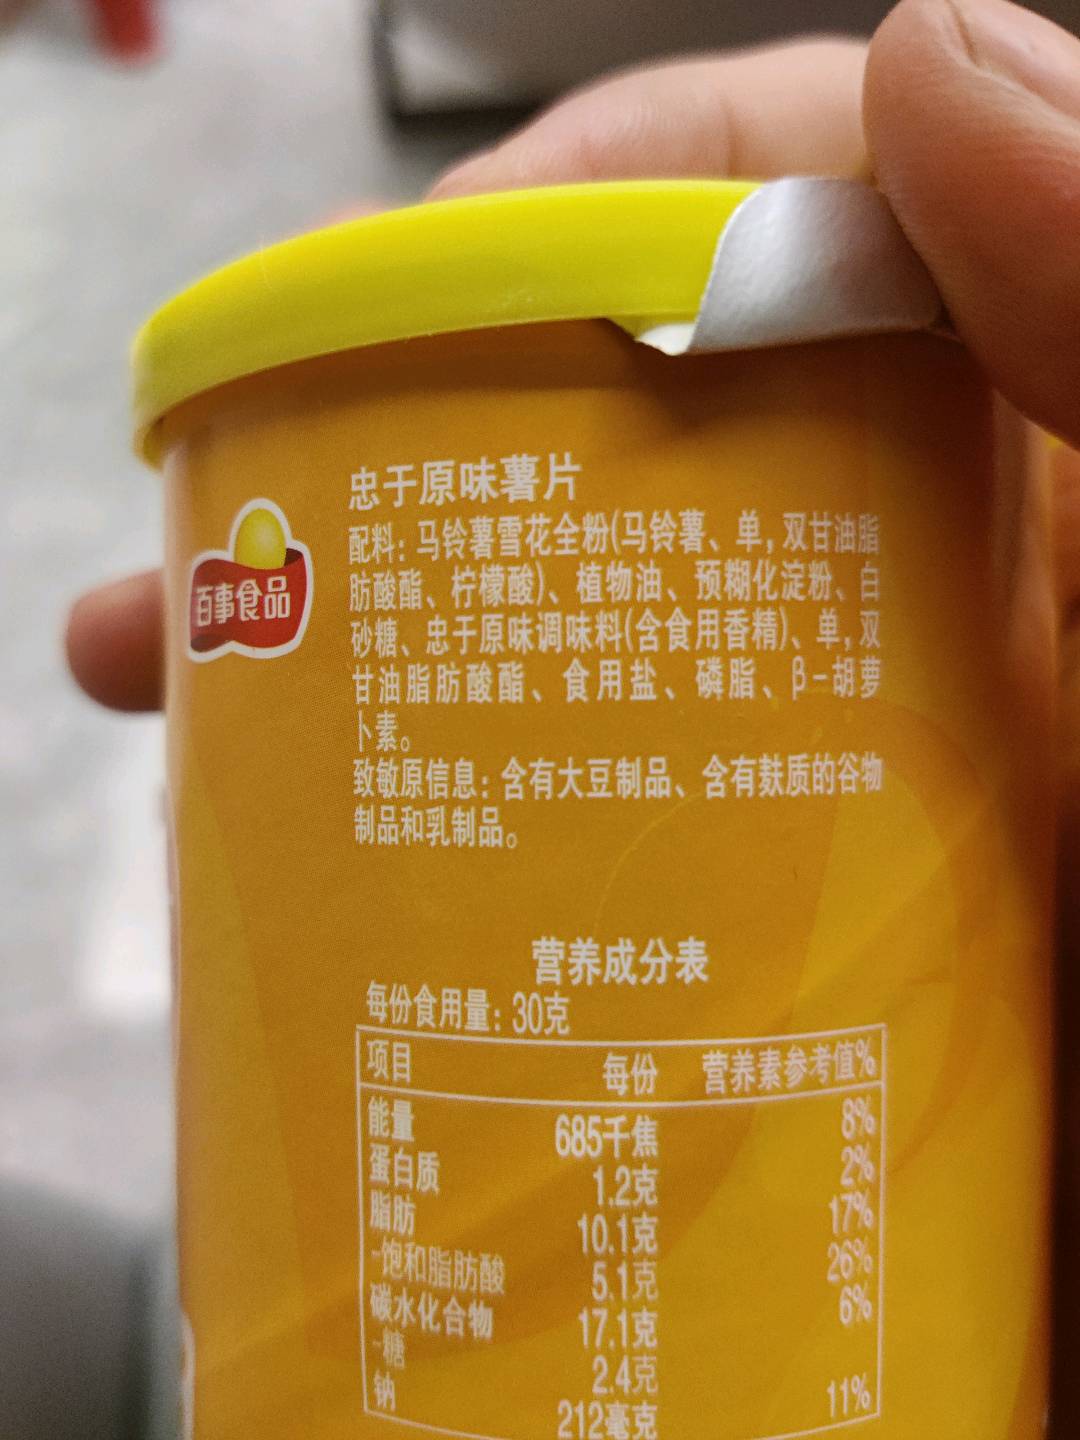 百事食品
忠于原味薯片
配料：马铃薯雪花全粉(马铃薯、单，双甘油脂
肪酸酯、柠檬酸)、植物油、预糊化淀粉、白
砂糖、忠于原味调味料(含食用香精)、单，双
甘油脂肪酸酯、食用盐、磷脂、β-胡萝
卜素。
致敏原信息：含有大豆制品、含有麸质的谷物
制品和乳制品。
营养成分表
每份食用量：30克
项目 每份 营养素参考值%
能量 685千焦 8%
蛋白质 1.2克 2%
脂肪 10.1克 17%
-饱和脂肪酸 5.1克 26%
碳水化合物 17.1克 6%
-糖 2.4克
钠 212毫克 11%